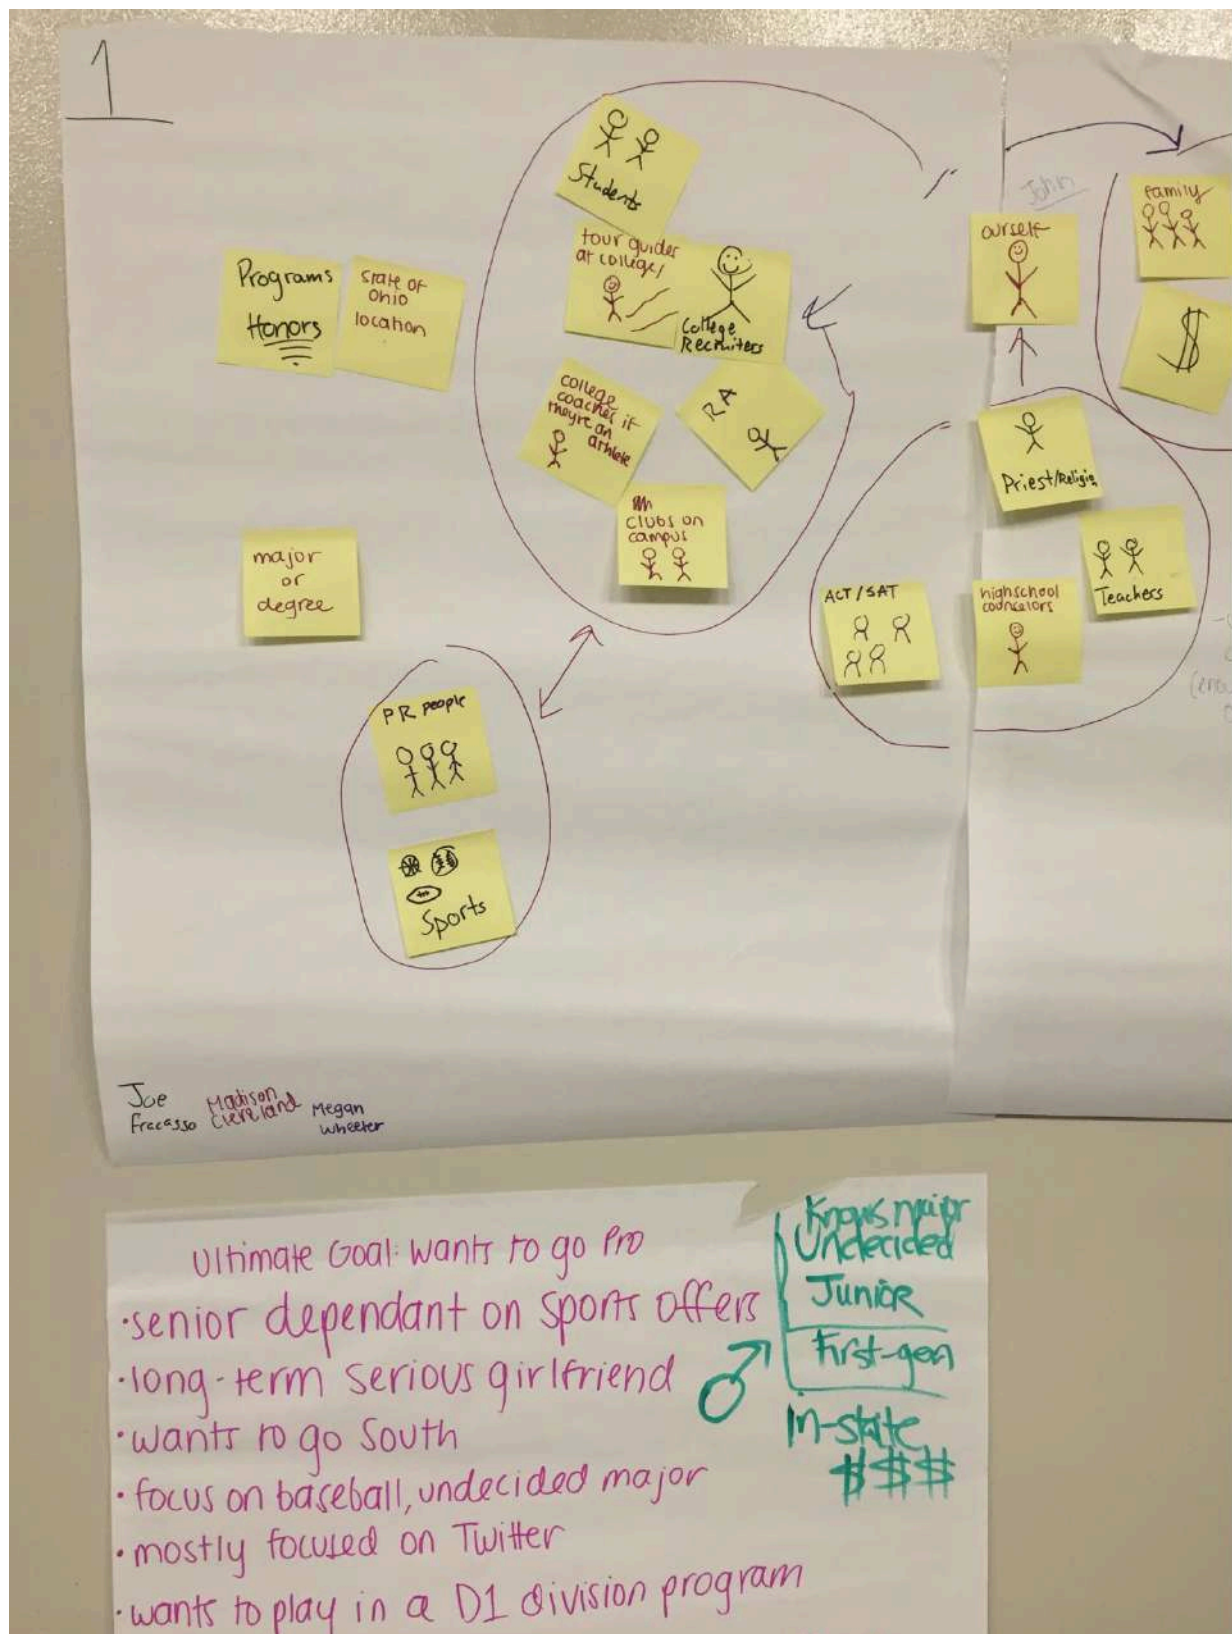 1
Students
tour guides
at college/
College
Recruiters
Programs
Honors
state of
Ohio
location
college
coaches if
theyre an
athlete
RA
clubs on
campus
major
or
degree
PR people
Sports
John
ourself
family
$
Priest/Religio
Teachers
ACT/SAT
highschool
councelors
Joe
Fracasso
Madison
Cleveland
Megan
Wheeler
Ultimate Goal: wants to go Pro
• senior dependant on sports offers
• long-term serious girlfriend
• wants to go South
• focus on baseball, undecided major
• mostly focused on Twitter
• wants to play in a D1 division program
Knows major
Undecided
Junior
First-gen
In-state
$$$